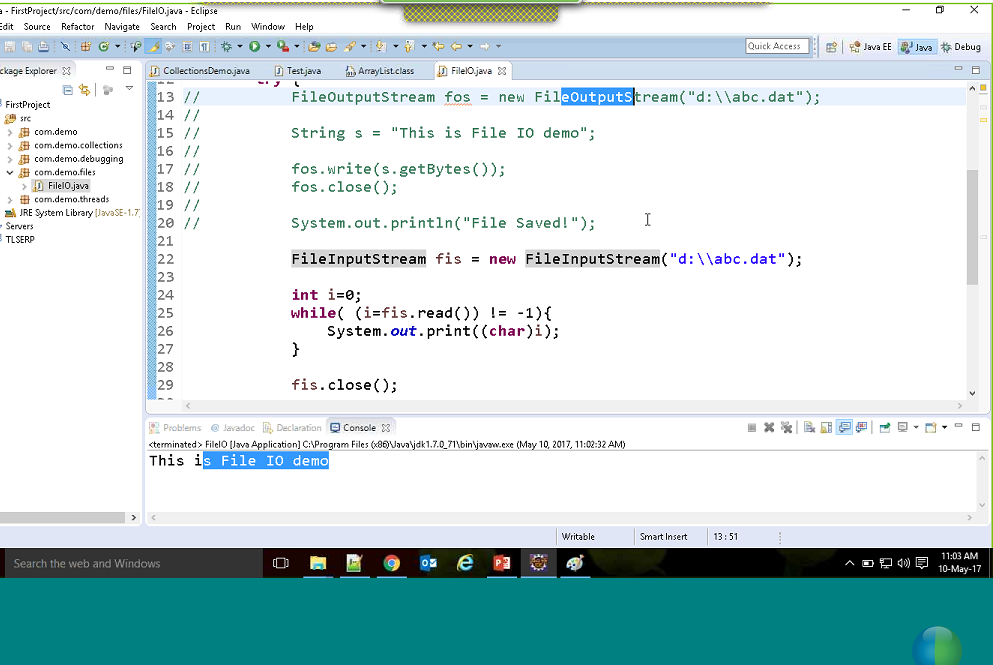 a - FirstProject/src/com/demo/files/FileIO.java - Eclipse
Edit Source Refactor Navigate Search Project Run Window Help
Quick Access Java EE Java Debug
ckage Explorer
CollectionsDemo.java Test.java ArrayList.class FileIO.java
FirstProject
src
com.demo
com.demo.collections
com.demo.debugging
com.demo.files
FileIO.java
com.demo.threads
JRE System Library [JavaSE-1.7]
Servers
TLSERP
try {
13 // FileOutputStream fos = new FileOutputStream("d:\\abc.dat");
14 //
15 // String s = "This is File IO demo";
16 //
17 // fos.write(s.getBytes());
18 // fos.close();
19 //
20 // System.out.println("File Saved!");
21
22 FileInputStream fis = new FileInputStream("d:\\abc.dat");
23
24 int i=0;
25 while( (i=fis.read()) != -1){
26 System.out.print((char)i);
27 }
28
29 fis.close();
Problems @ Javadoc Declaration Console
<terminated> FileIO [Java Application] C:\Program Files (x86)\Java\jdk1.7.0_71\bin\javaw.exe (May 10, 2017, 11:02:32 AM)
This is File IO demo
Writable Smart Insert 13 : 51
Search the web and Windows
11:03 AM
10-May-17